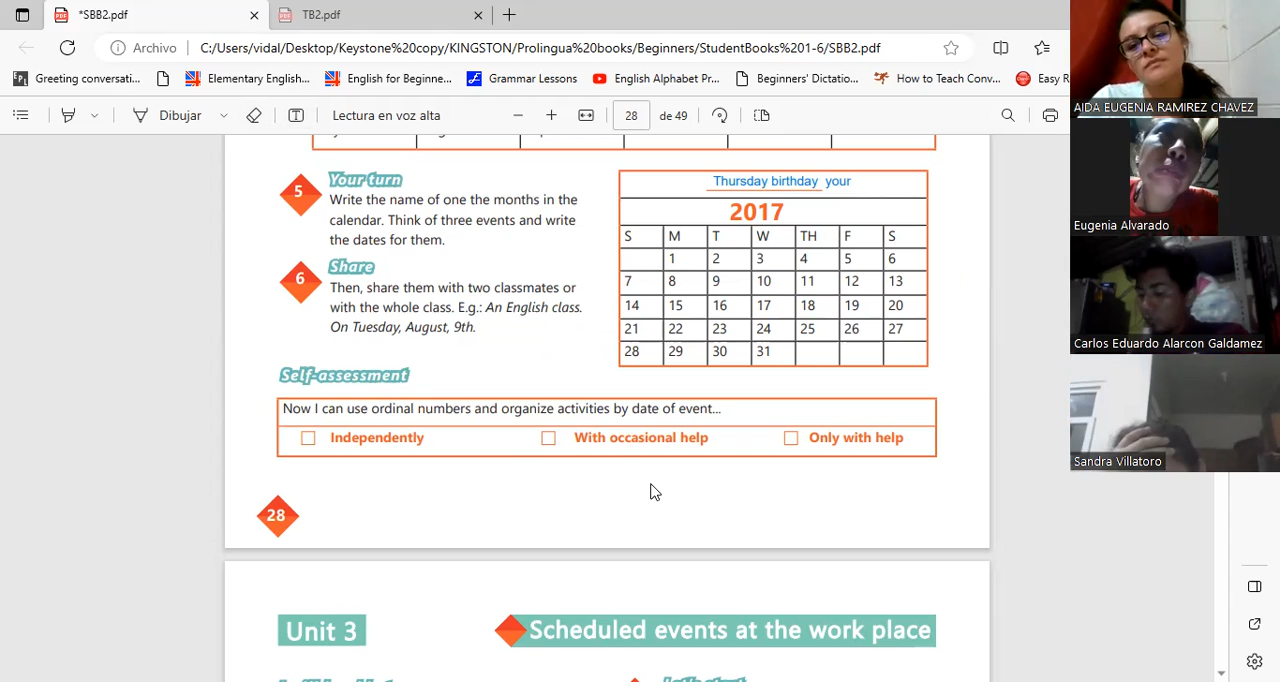 *SBB2.pdf
TB2.pdf
Archivo
C:/Users/vidal/Desktop/Keystone%20copy/KINGSTON/Prolingua%20books/Beginners/StudentBooks%201-6/SBB2.pdf
Greeting conversati...
Elementary English...
English for Beginne...
Grammar Lessons
English Alphabet Pr...
Beginners' Dictatio...
How to Teach Conv...
Easy R
Dibujar
Lectura en voz alta
28
de 49
5
Your turn
Write the name of one the months in the
calendar. Think of three events and write
the dates for them.
6
Share
Then, share them with two classmates or
with the whole class. E.g.: An English class.
On Tuesday, August, 9th.
Thursday birthday your
2017
S M T W TH F S
1 2 3 4 5 6
7 8 9 10 11 12 13
14 15 16 17 18 19 20
21 22 23 24 25 26 27
28 29 30 31
Self-assessment
Now I can use ordinal numbers and organize activities by date of event...
Independently
With occasional help
Only with help
28
Unit 3
Scheduled events at the work place
AIDA EUGENIA RAMIREZ CHAVEZ
Eugenia Alvarado
Carlos Eduardo Alarcon Galdamez
Sandra Villatoro